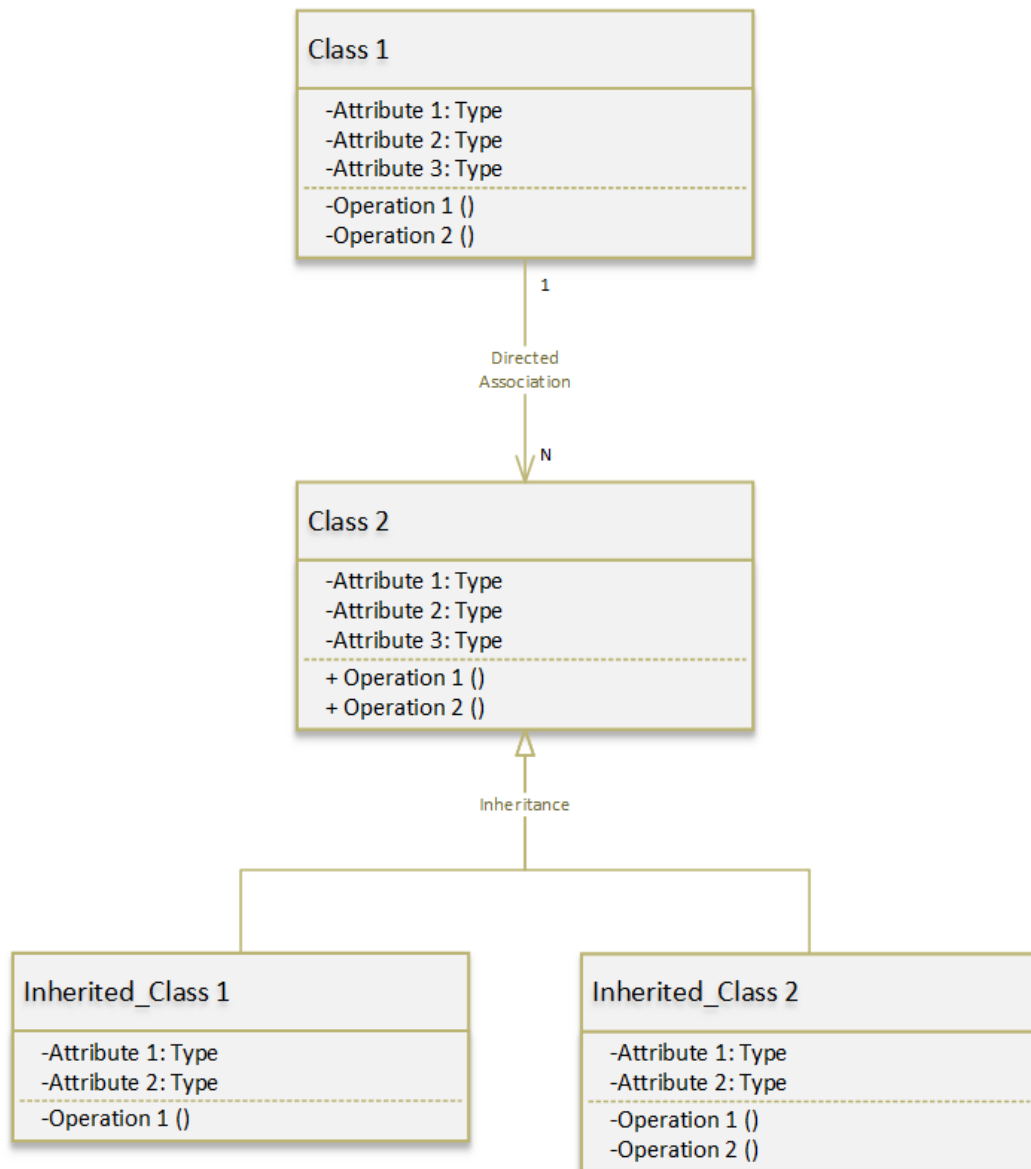 Class 1
-Attribute 1: Type
-Attribute 2: Type
-Attribute 3: Type
-Operation 1 ()
-Operation 2 ()
1
Directed
Association
N
Class 2
-Attribute 1: Type
-Attribute 2: Type
-Attribute 3: Type
+ Operation 1 ()
+ Operation 2 ()
Inheritance
Inherited_Class 1
-Attribute 1: Type
-Attribute 2: Type
-Operation 1 ()
Inherited_Class 2
-Attribute 1: Type
-Attribute 2: Type
-Operation 1 ()
-Operation 2 ()